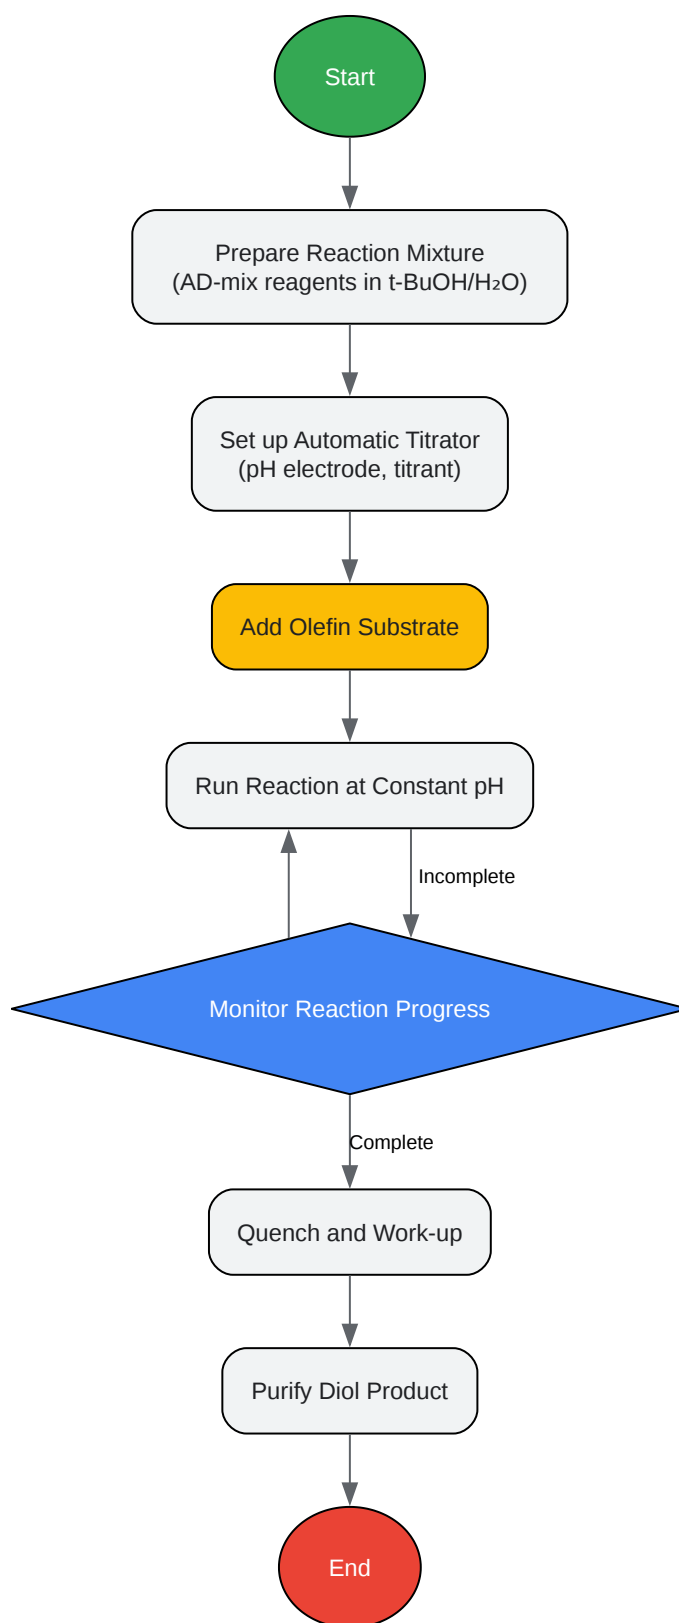 Start
Prepare Reaction Mixture
(AD-mix reagents in t-BuOH/H₂O)
Set up Automatic Titrator
(pH electrode, titrant)
Add Olefin Substrate
Run Reaction at Constant pH
Incomplete
Monitor Reaction Progress
Complete
Quench and Work-up
Purify Diol Product
End